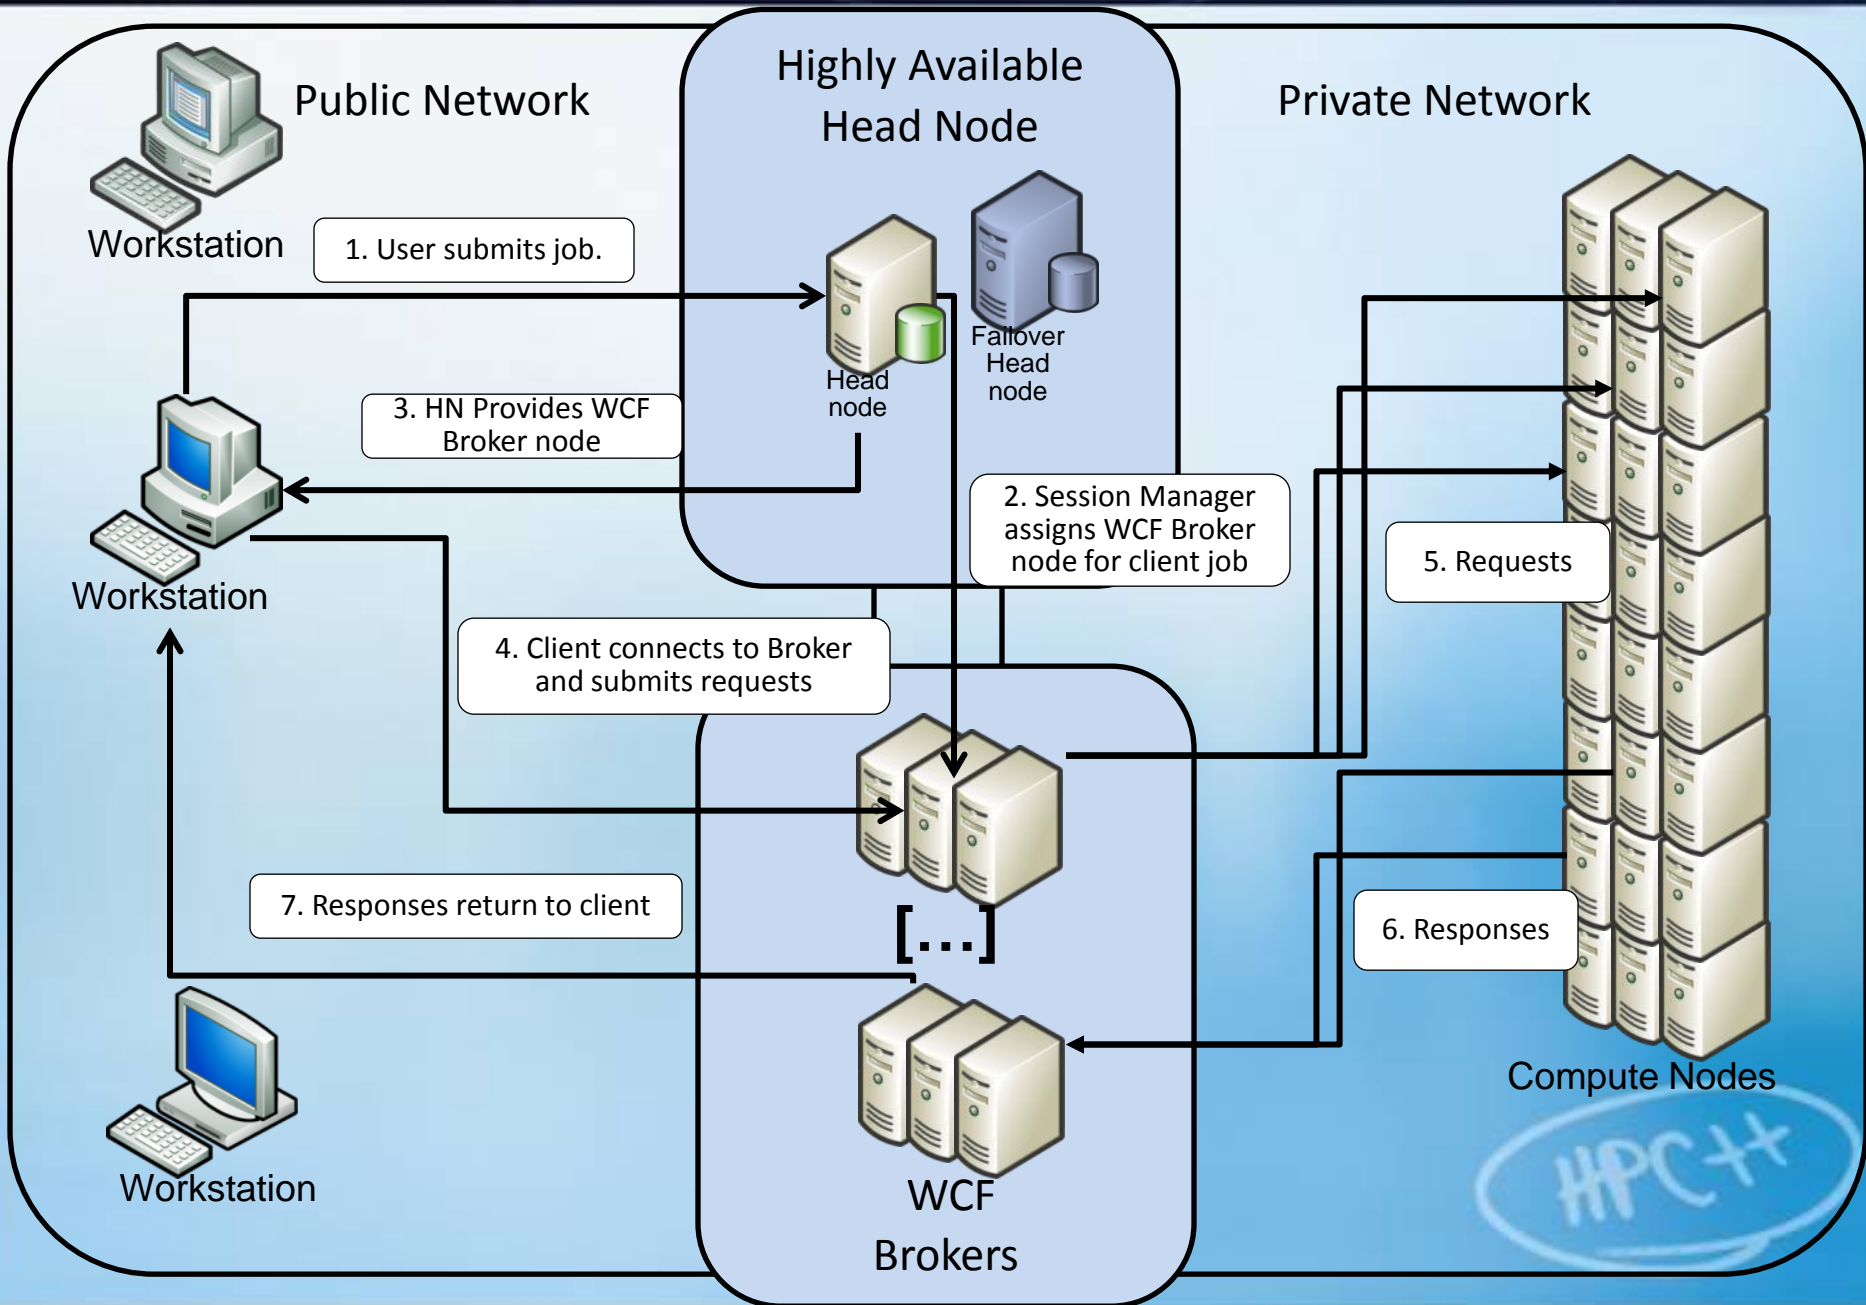 Public Network
Highly Available
Head Node
Private Network
Workstation
1. User submits job.
Failover
Head
node
Head
node
3. HN Provides WCF
Broker node
2. Session Manager
assigns WCF Broker
node for client job
5. Requests
Workstation
4. Client connects to Broker
and submits requests
7. Responses return to client
[...]
6. Responses
Compute Nodes
Workstation
WCF
Brokers
HPC++